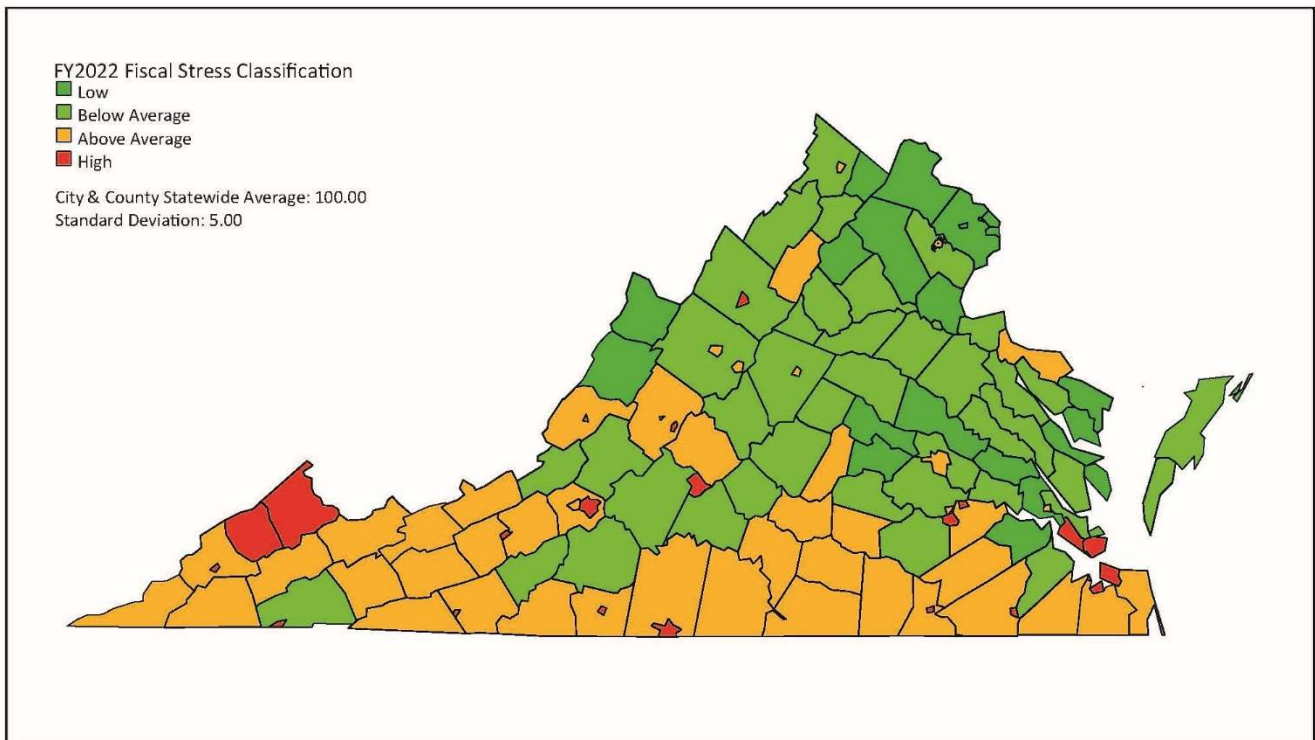 FY2022 Fiscal Stress Classification
Low
Below Average
Above Average
High
City & County Statewide Average: 100.00
Standard Deviation: 5.00